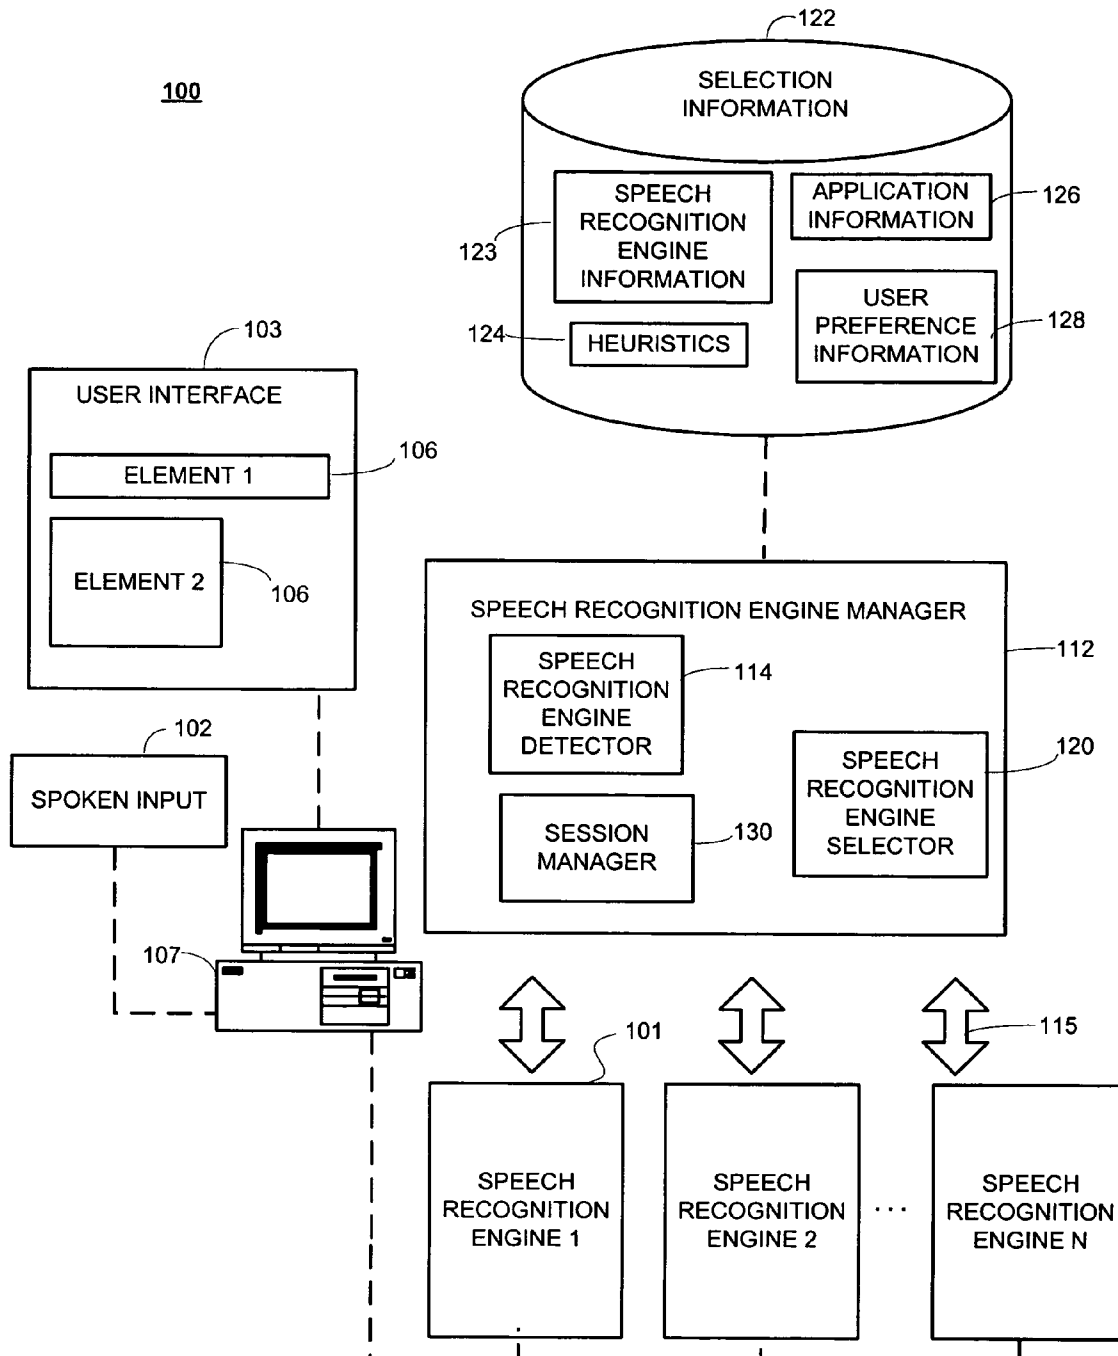 100
122
SELECTION
INFORMATION
SPEECH
RECOGNITION
ENGINE
INFORMATION
123
APPLICATION
INFORMATION
126
HEURISTICS
124
USER
PREFERENCE
INFORMATION
128
103
USER INTERFACE
ELEMENT 1
106
ELEMENT 2
106
SPEECH RECOGNITION ENGINE MANAGER
112
SPEECH
RECOGNITION
ENGINE
DETECTOR
114
SPEECH
RECOGNITION
ENGINE
SELECTOR
120
SESSION
MANAGER
130
102
SPOKEN INPUT
107
115
101
SPEECH
RECOGNITION
ENGINE 1
SPEECH
RECOGNITION
ENGINE 2
. . .
SPEECH
RECOGNITION
ENGINE N